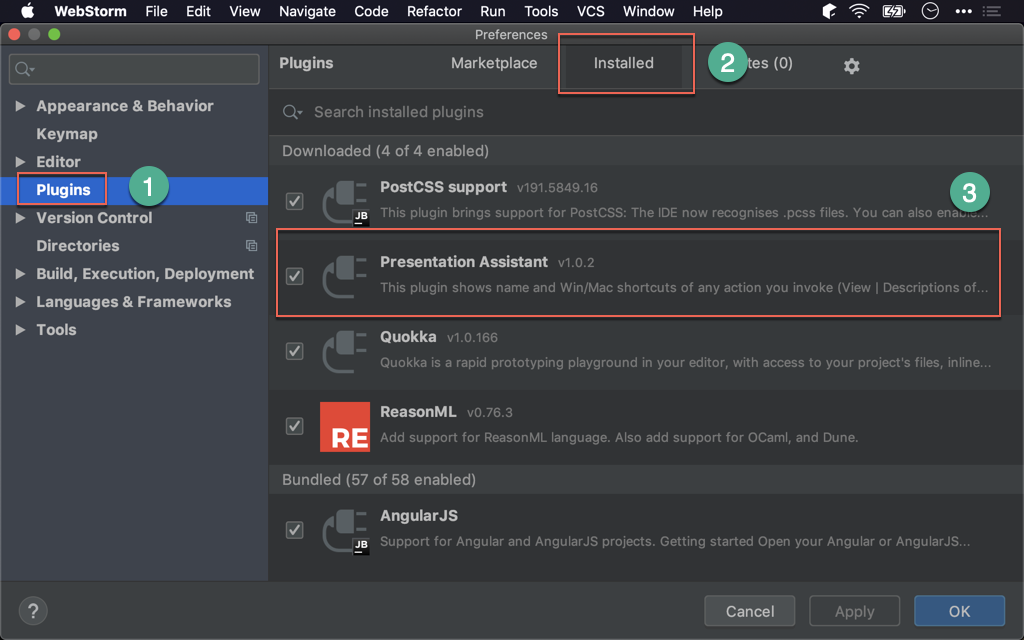 WebStorm File Edit View Navigate Code Refactor Run Tools VCS Window Help
Preferences
Plugins Marketplace Installed 2 tes (0)
Search installed plugins
Appearance & Behavior
Keymap
Editor
Plugins 1
Version Control
Directories
Build, Execution, Deployment
Languages & Frameworks
Tools
Downloaded (4 of 4 enabled)
PostCSS support v191.5849.16
3
JB
This plugin brings support for PostCSS: The IDE now recognises .pcss files. You can also enable...
Presentation Assistant v1.0.2
This plugin shows name and Win/Mac shortcuts of any action you invoke (View | Descriptions of...
Quokka v1.0.166
Quokka is a rapid prototyping playground in your editor, with access to your project's files, inline...
RE
ReasonML v0.76.3
Add support for ReasonML language. Also add support for OCaml, and Dune.
Bundled (57 of 58 enabled)
AngularJS
JB
Support for Angular and AngularJS projects. Getting started Open your Angular or AngularJS...
? Cancel Apply OK